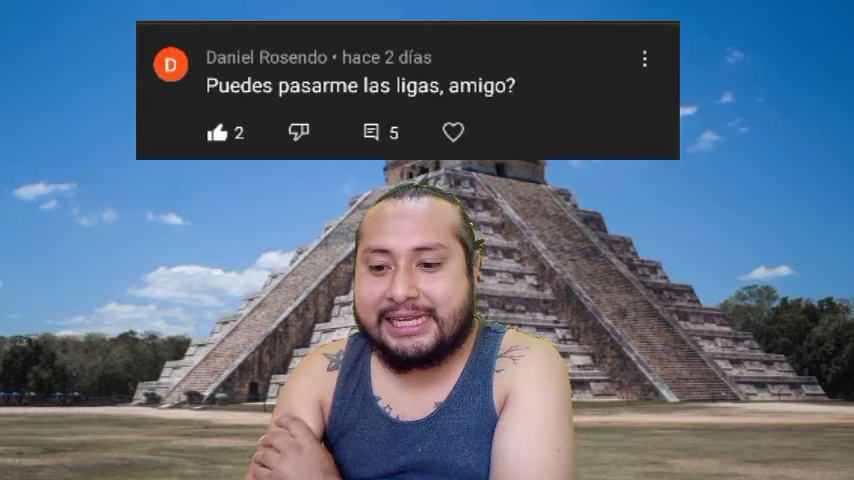 D
Daniel Rosendo • hace 2 días
Puedes pasarme las ligas, amigo?
2
5